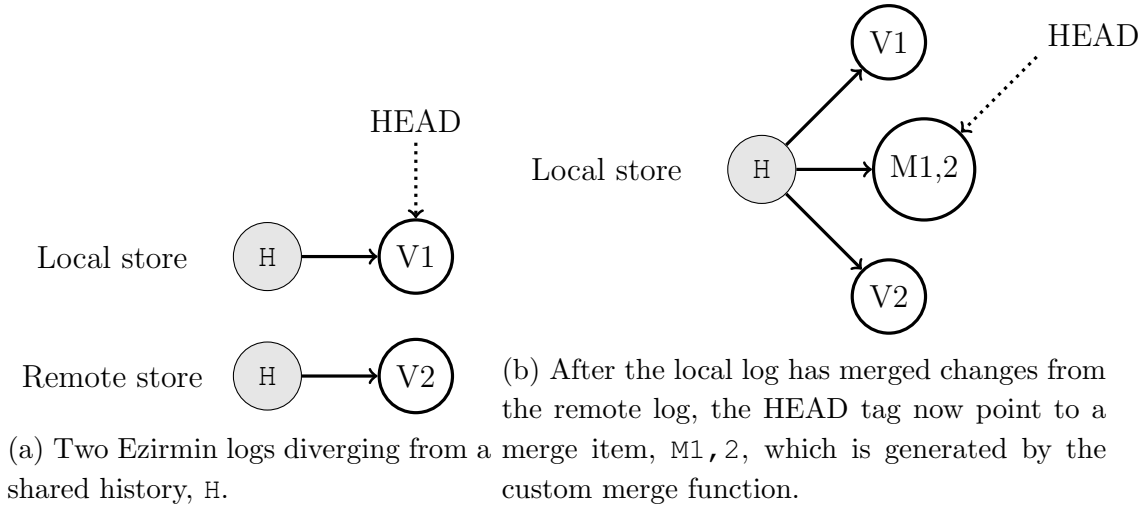 HEAD
Local store
H
V1
Remote store
H
V2
(a) Two Ezirmin logs diverging from a
shared history, H.
V1
HEAD
Local store
H
M1,2
V2
(b) After the local log has merged changes from
the remote log, the HEAD tag now point to a
merge item, M1,2, which is generated by the
custom merge function.